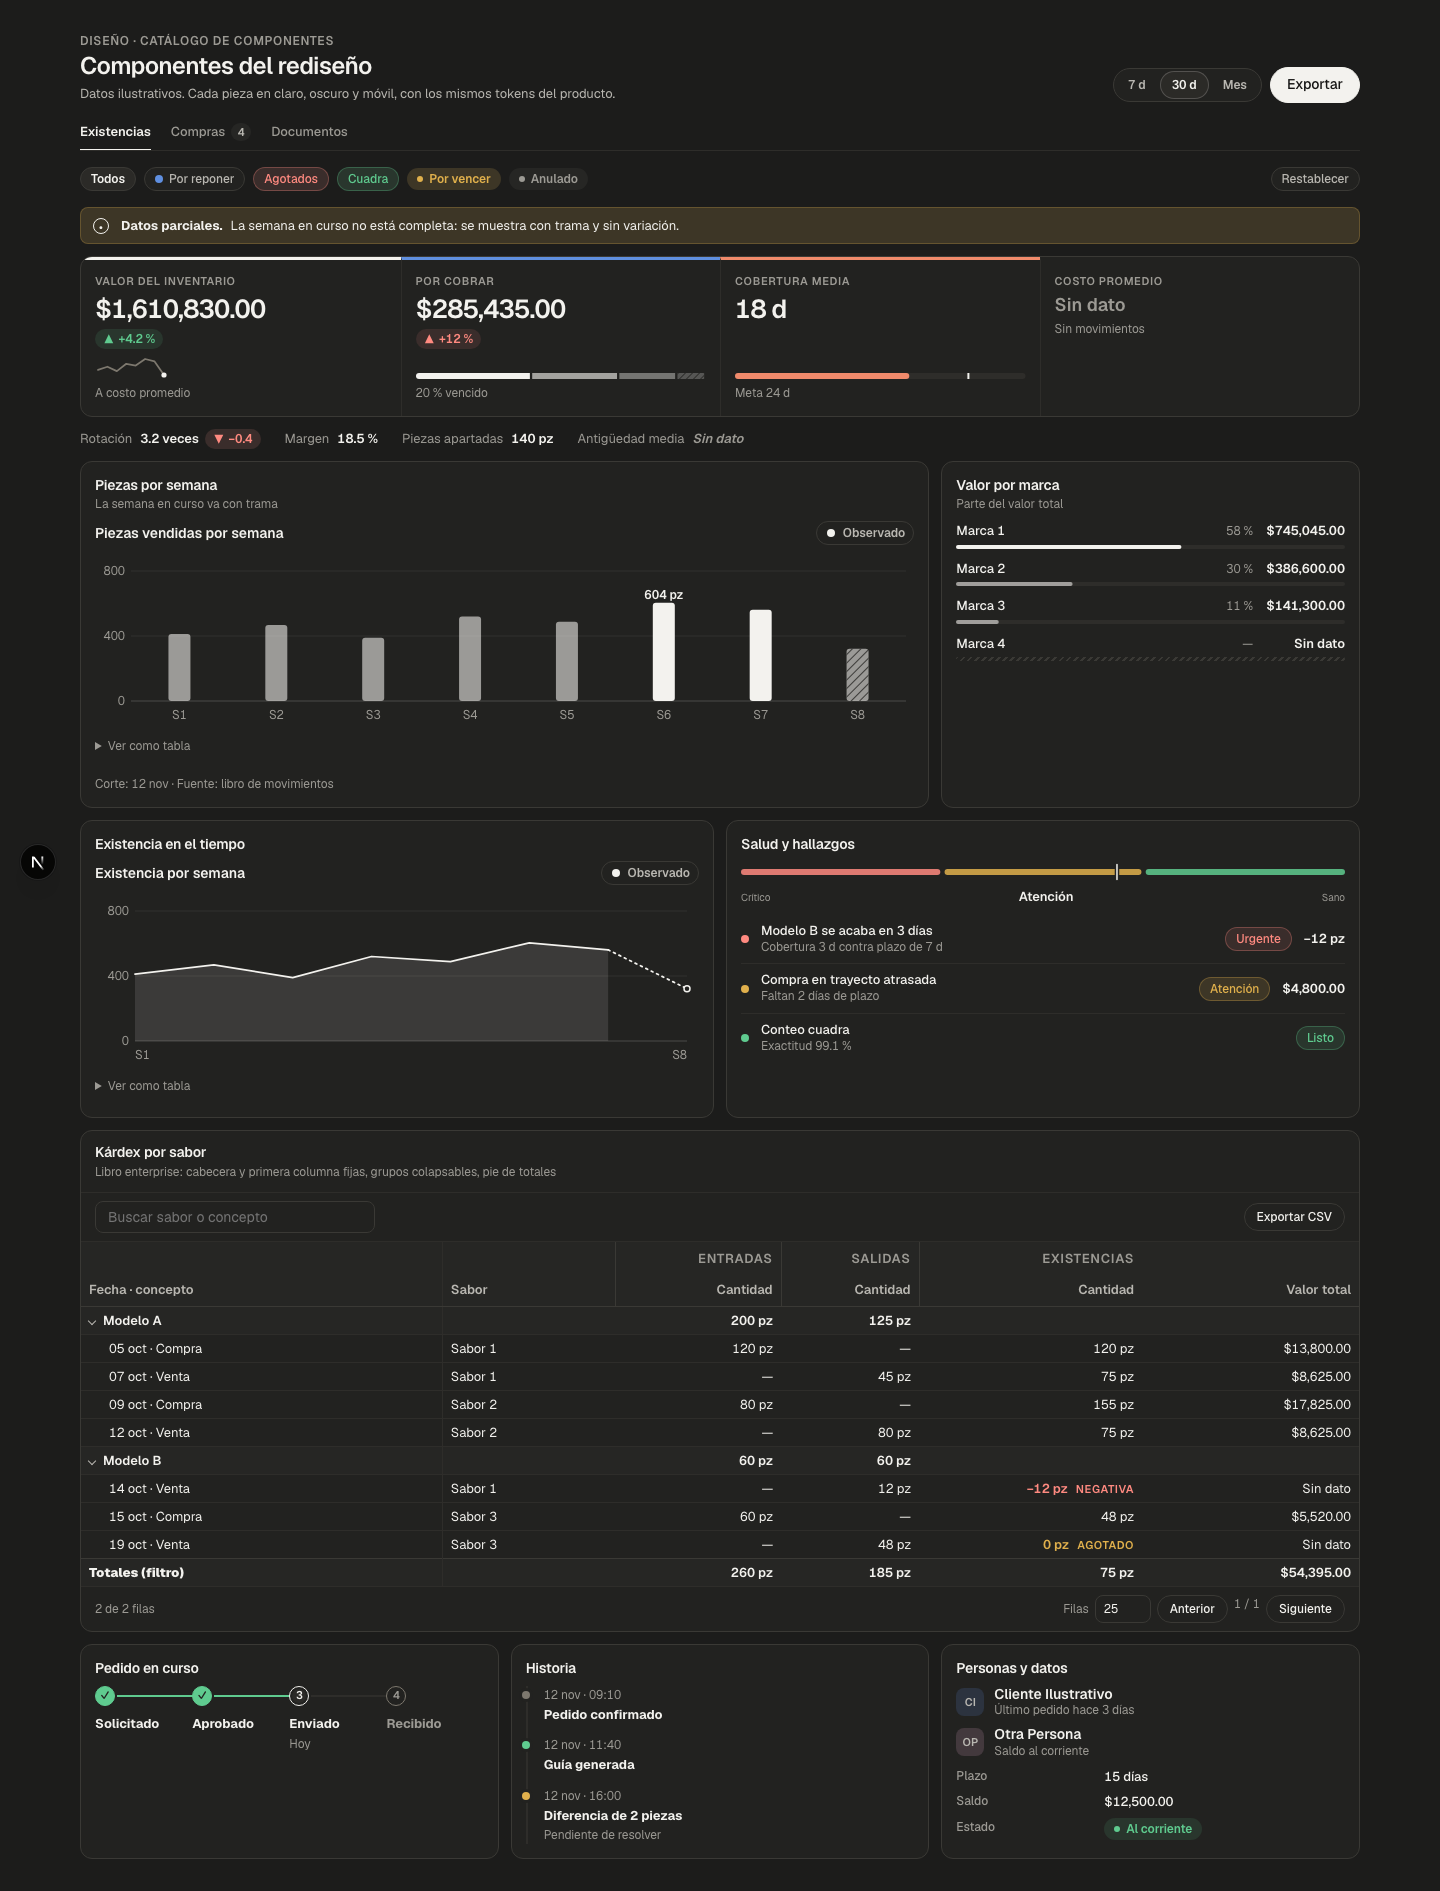 DISEÑO · CATÁLOGO DE COMPONENTES
Componentes del rediseño
Datos ilustrativos. Cada pieza en claro, oscuro y móvil, con los mismos tokens del producto.
7 d 30 d Mes Exportar
Existencias Compras 4 Documentos
Todos Por reponer Agotados Cuadra Por vencer Anulado Restablecer
Datos parciales. La semana en curso no está completa: se muestra con trama y sin variación.
VALOR DEL INVENTARIO
$1,610,830.00
▲ +4.2 %
A costo promedio
POR COBRAR
$285,435.00
▲ +12 %
20 % vencido
COBERTURA MEDIA
18 d
Meta 24 d
COSTO PROMEDIO
Sin dato
Sin movimientos
Rotación 3.2 veces ▼ −0.4 Margen 18.5 % Piezas apartadas 140 pz Antigüedad media Sin dato
Piezas por semana
La semana en curso va con trama
Piezas vendidas por semana
Observado
800
400
0
604 pz
S1 S2 S3 S4 S5 S6 S7 S8
▶ Ver como tabla
Corte: 12 nov · Fuente: libro de movimientos
Valor por marca
Parte del valor total
Marca 1 58 % $745,045.00
Marca 2 30 % $386,600.00
Marca 3 11 % $141,300.00
Marca 4 — Sin dato
Existencia en el tiempo
Existencia por semana
Observado
800
400
0
S1 S8
▶ Ver como tabla
N
Salud y hallazgos
Crítico Atención Sano
Modelo B se acaba en 3 días
Cobertura 3 d contra plazo de 7 d
Urgente −12 pz
Compra en trayecto atrasada
Faltan 2 días de plazo
Atención $4,800.00
Conteo cuadra
Exactitud 99.1 %
Listo
Kárdex por sabor
Libro enterprise: cabecera y primera columna fijas, grupos colapsables, pie de totales
Buscar sabor o concepto Exportar CSV
ENTRADAS SALIDAS EXISTENCIAS
Fecha · concepto Sabor Cantidad Cantidad Cantidad Valor total
Modelo A 200 pz 125 pz
05 oct · Compra Sabor 1 120 pz — 120 pz $13,800.00
07 oct · Venta Sabor 1 — 45 pz 75 pz $8,625.00
09 oct · Compra Sabor 2 80 pz — 155 pz $17,825.00
12 oct · Venta Sabor 2 — 80 pz 75 pz $8,625.00
Modelo B 60 pz 60 pz
14 oct · Venta Sabor 1 — 12 pz −12 pz NEGATIVA Sin dato
15 oct · Compra Sabor 3 60 pz — 48 pz $5,520.00
19 oct · Venta Sabor 3 — 48 pz 0 pz AGOTADO Sin dato
Totales (filtro) 260 pz 185 pz 75 pz $54,395.00
2 de 2 filas Filas 25 Anterior 1 / 1 Siguiente
Pedido en curso
3 4
Solicitado Aprobado Enviado Recibido
Hoy
Historia
12 nov · 09:10
Pedido confirmado
12 nov · 11:40
Guía generada
12 nov · 16:00
Diferencia de 2 piezas
Pendiente de resolver
Personas y datos
CI Cliente Ilustrativo
Último pedido hace 3 días
OP Otra Persona
Saldo al corriente
Plazo 15 días
Saldo $12,500.00
Estado Al corriente